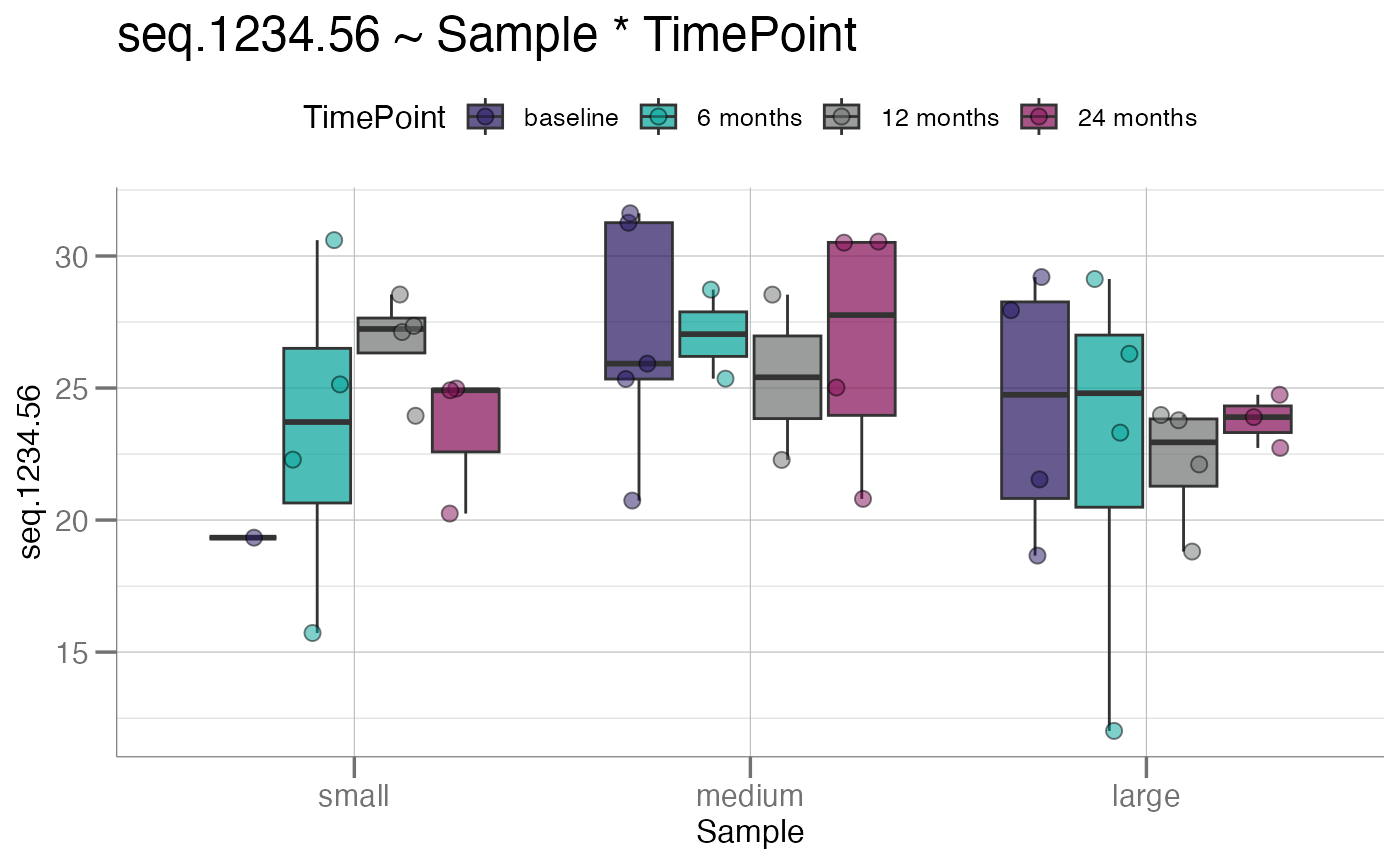 seq.1234.56 ~ Sample * TimePoint
TimePoint baseline 6 months 12 months 24 months
30
25
20
15
seq.1234.56
small medium large
Sample